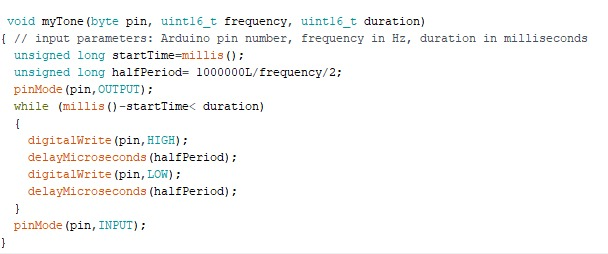 void myTone(byte pin, uint16_t frequency, uint16_t duration)
{ // input parameters: Arduino pin number, frequency in Hz, duration in milliseconds
  unsigned long startTime=millis();
  unsigned long halfPeriod= 1000000L/frequency/2;
  pinMode(pin,OUTPUT);
  while (millis()-startTime< duration)
  {
    digitalWrite(pin,HIGH);
    delayMicroseconds(halfPeriod);
    digitalWrite(pin,LOW);
    delayMicroseconds(halfPeriod);
  }
  pinMode(pin,INPUT);
}